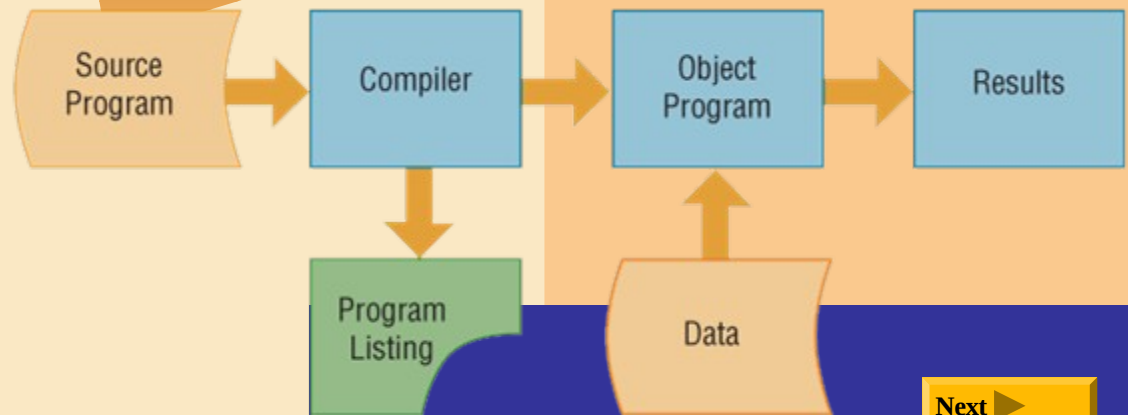 Source
Program
Compiler
Object
Program
Results
Program
Listing
Data
Next